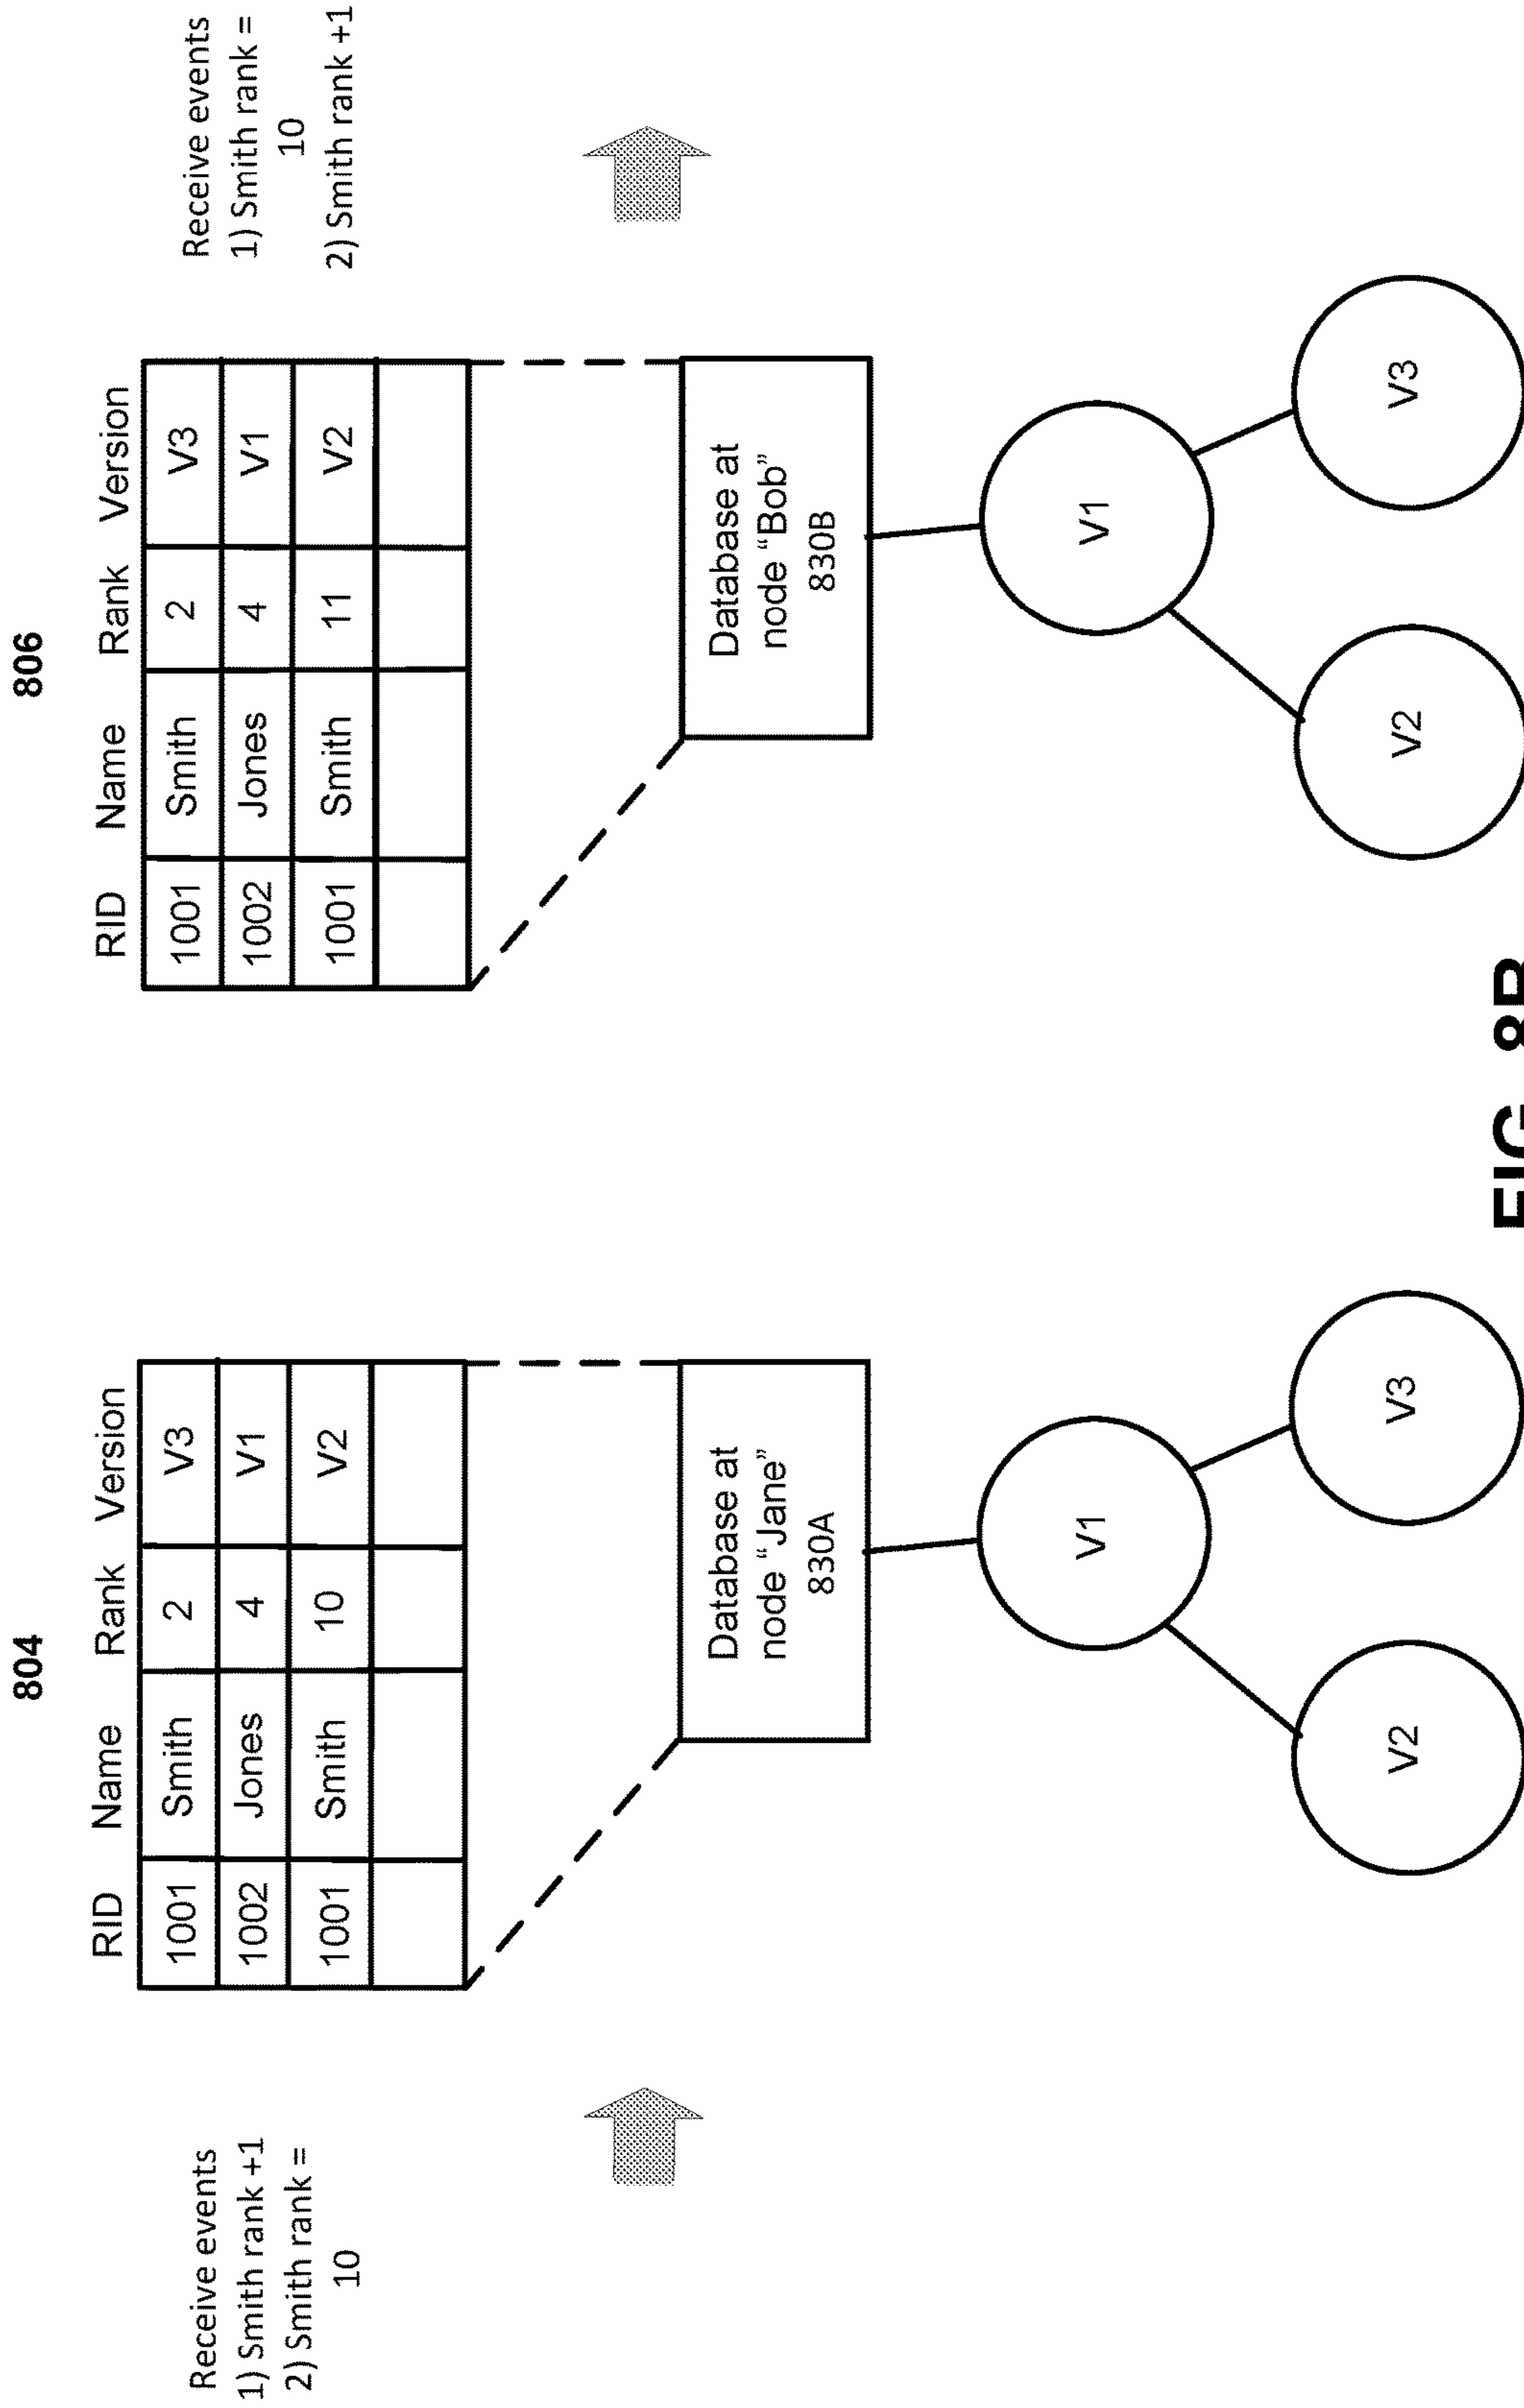 804
RID Name Rank Version
1001 Smith 2 V3
1002 Jones 4 V1
1001 Smith 10 V2
Receive events
1) Smith rank +1
2) Smith rank =
10
Database at
node “Jane”
830A
V1
V2
V3
806
RID Name Rank Version
1001 Smith 2 V3
1002 Jones 4 V1
1001 Smith 11 V2
Receive events
1) Smith rank =
10
2) Smith rank +1
Database at
node “Bob”
830B
V1
V2
V3
FIG. 8B